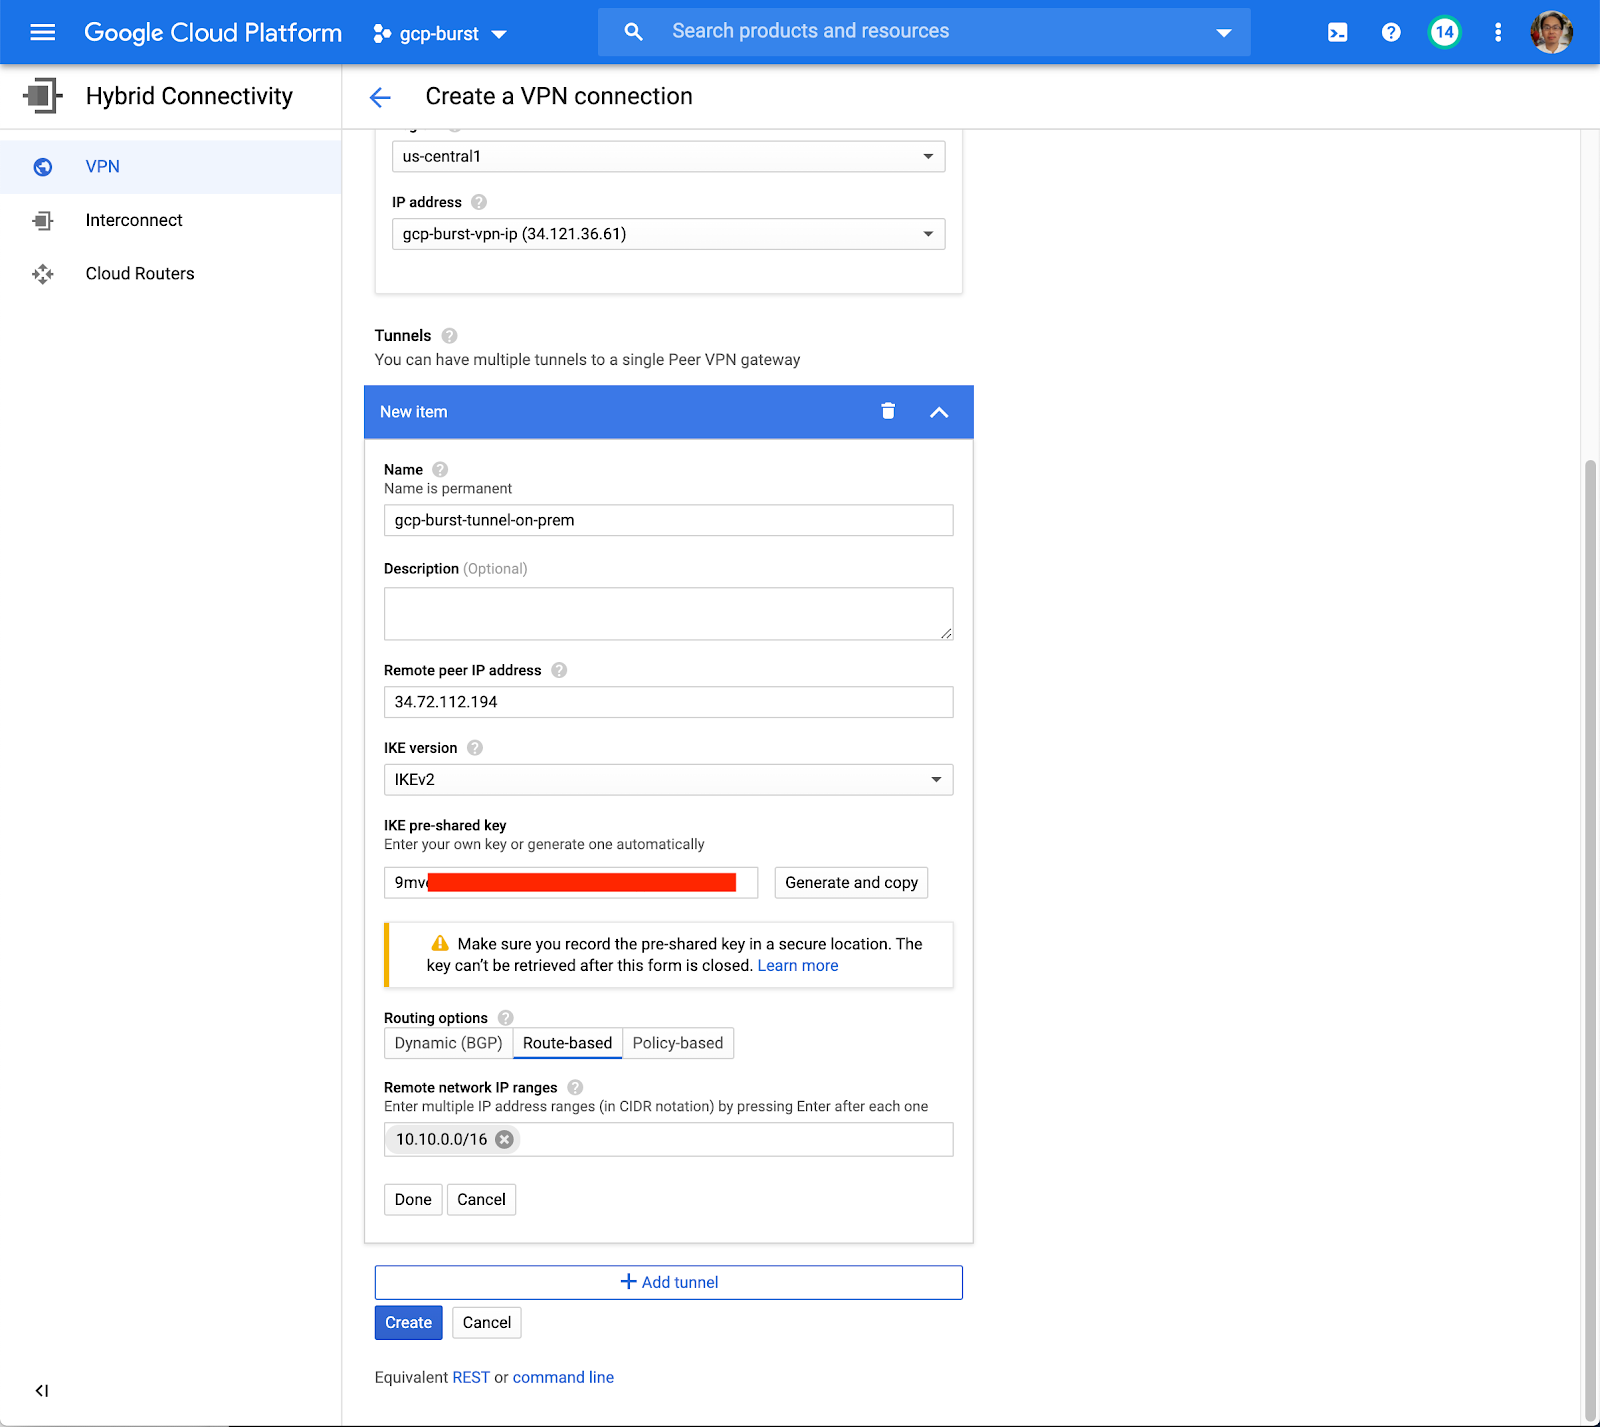 Google Cloud Platform
gcp-burst
Search products and resources
14
Hybrid Connectivity
Create a VPN connection
VPN
Interconnect
Cloud Routers
us-central1
IP address
gcp-burst-vpn-ip (34.121.36.61)
Tunnels
You can have multiple tunnels to a single Peer VPN gateway
New item
Name
Name is permanent
gcp-burst-tunnel-on-prem
Description (Optional)
Remote peer IP address
34.72.112.194
IKE version
IKEv2
IKE pre-shared key
Enter your own key or generate one automatically
9mv
Generate and copy
Make sure you record the pre-shared key in a secure location. The
key can't be retrieved after this form is closed. Learn more
Routing options
Dynamic (BGP) Route-based Policy-based
Remote network IP ranges
Enter multiple IP address ranges (in CIDR notation) by pressing Enter after each one
10.10.0.0/16
Done Cancel
Add tunnel
Create Cancel
Equivalent REST or command line